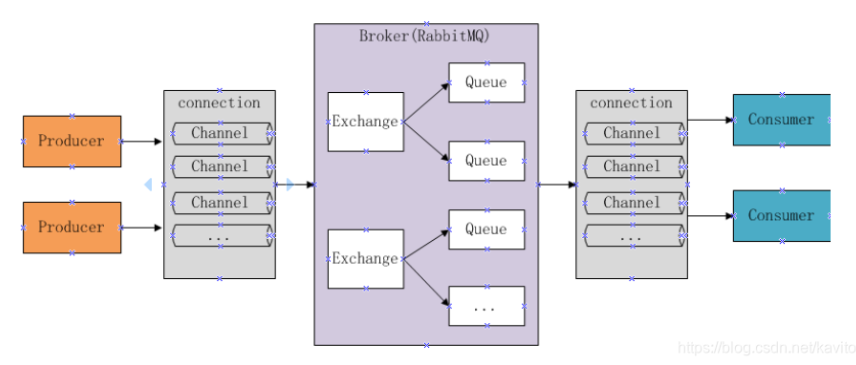 Broker(RabbitMQ)
Producer
Producer
connection
Channel
Channel
Channel
...
Exchange
Queue
Queue
Exchange
Queue
...
connection
Channel
Channel
Channel
...
Consumer
Consumer
https://blog.csdn.net/kavito